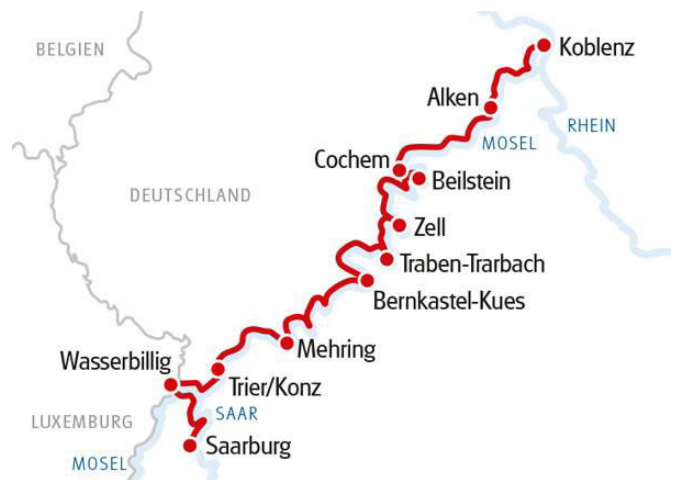 BELGIEN
Koblenz
Alken
RHEIN
MOSEL
Cochem
Beilstein
DEUTSCHLAND
Zell
Traben-Trarbach
Bernkastel-Kues
Mehring
Wasserbillig
Trier/Konz
LUXEMBURG
SAAR
Saarburg
MOSEL